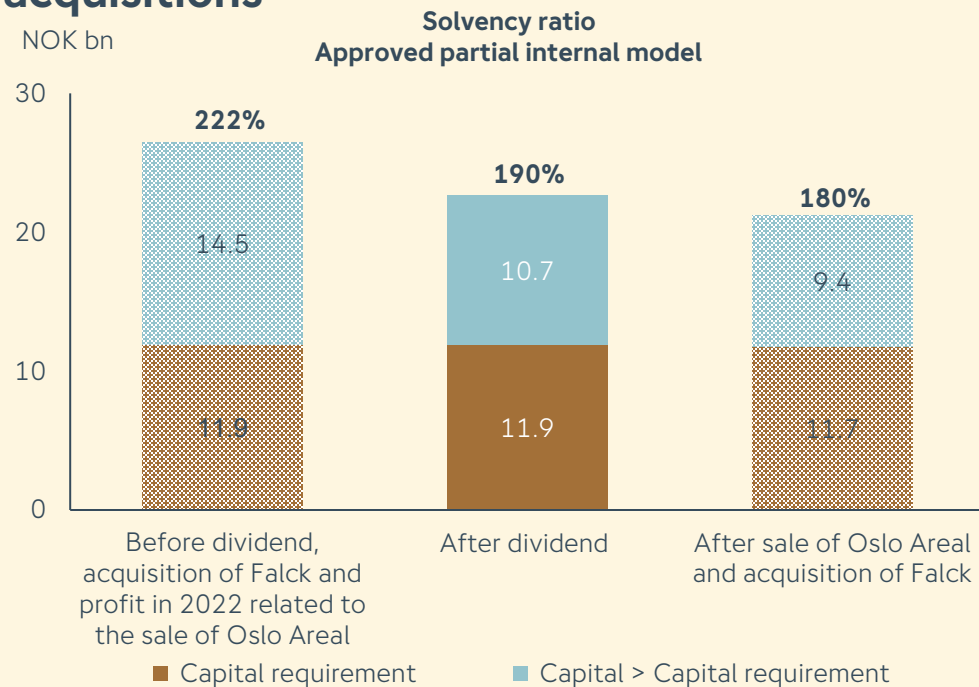 acquisitions
Solvency ratio
Approved partial internal model
NOK bn
30
20
10
0
222%
14.5
11.9
190%
10.7
11.9
180%
9.4
11.7
Before dividend,
acquisition of Falck and
profit in 2022 related to
the sale of Oslo Areal
After dividend
After sale of Oslo Areal
and acquisition of Falck
Capital requirement
Capital > Capital requirement